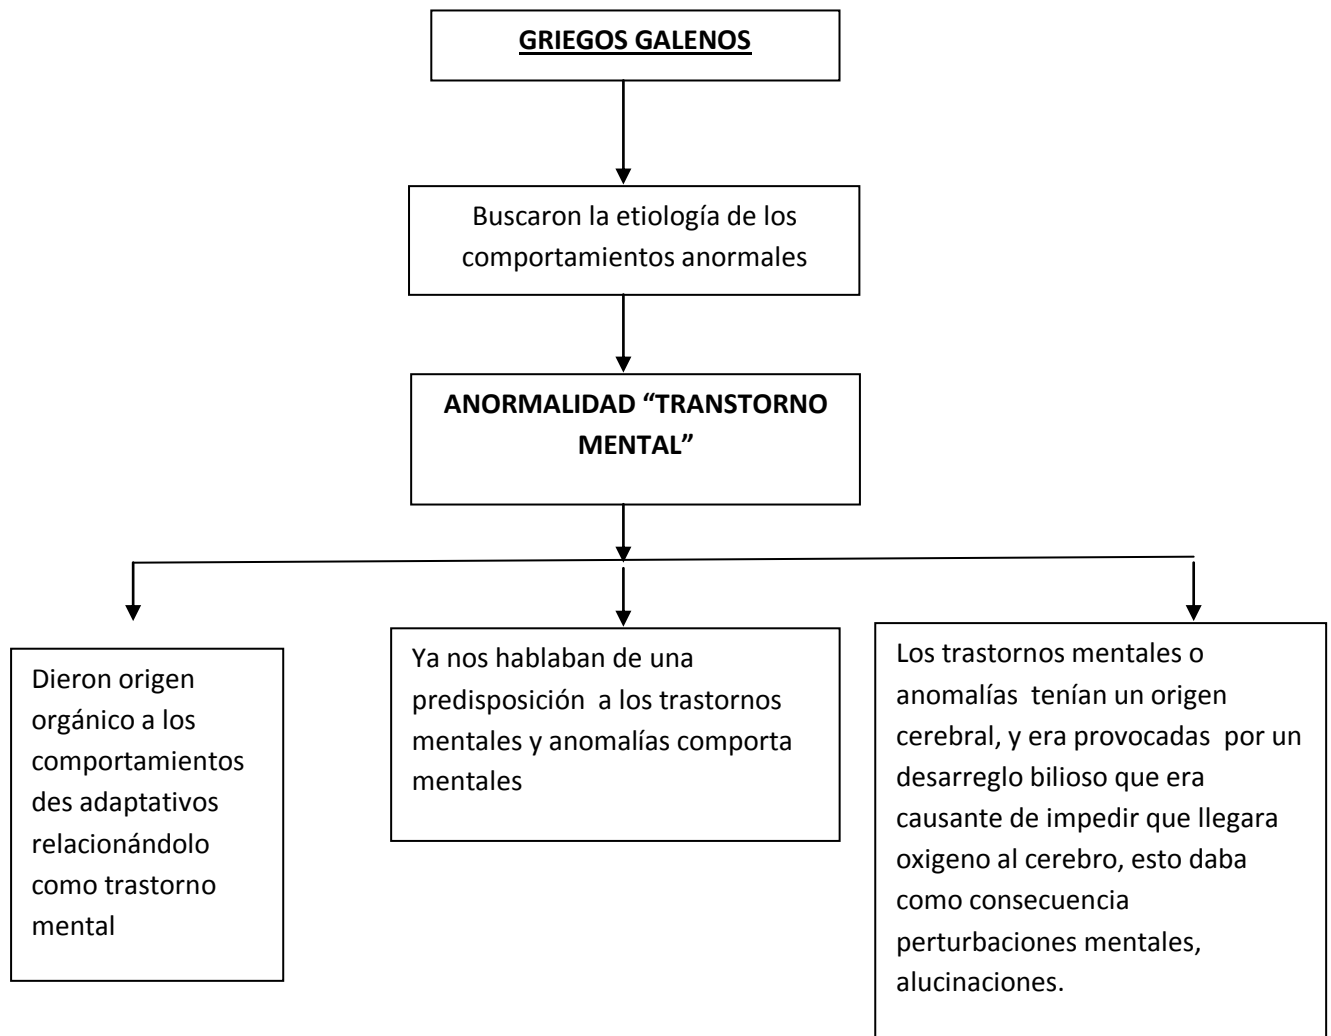 GRIEGOS GALENOS
Buscaron la etiología de los
comportamientos anormales
ANORMALIDAD “TRANSTORNO
MENTAL”
Dieron origen
orgánico a los
comportamientos
des adaptativos
relacionándolo
como trastorno
mental
Ya nos hablaban de una
predisposición a los trastornos
mentales y anomalías comporta
mentales
Los trastornos mentales o
anomalías tenían un origen
cerebral, y era provocadas por un
desarreglo bilioso que era
causante de impedir que llegara
oxigeno al cerebro, esto daba
como consecuencia
perturbaciones mentales,
alucinaciones.